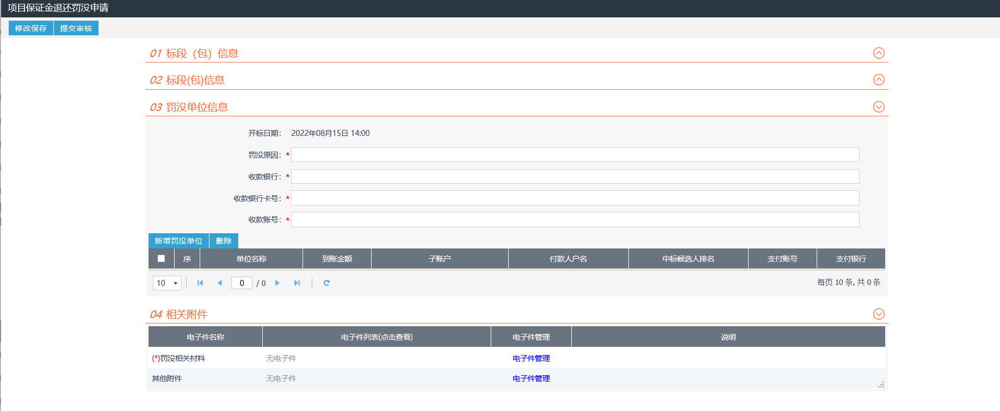 项目保证金退还罚没申请
修改保存 提交审核
01 标段（包）信息
02 标段(包)信息
03 罚没单位信息
开标日期： 2022年08月15日 14:00
罚没原因：*
收款银行：*
收款银行卡号：*
收款账号：*
新增罚没单位 删除
序 单位名称 到账金额 子账户 付款人户名 中标候选人排名 支付账号 支付银行
10 0 / 0 每页 10 条, 共 0 条
04 相关附件
电子件名称 电子件列表(点击查看) 电子件管理 说明
(*)罚没相关材料 无电子件 电子件管理
其他附件 无电子件 电子件管理